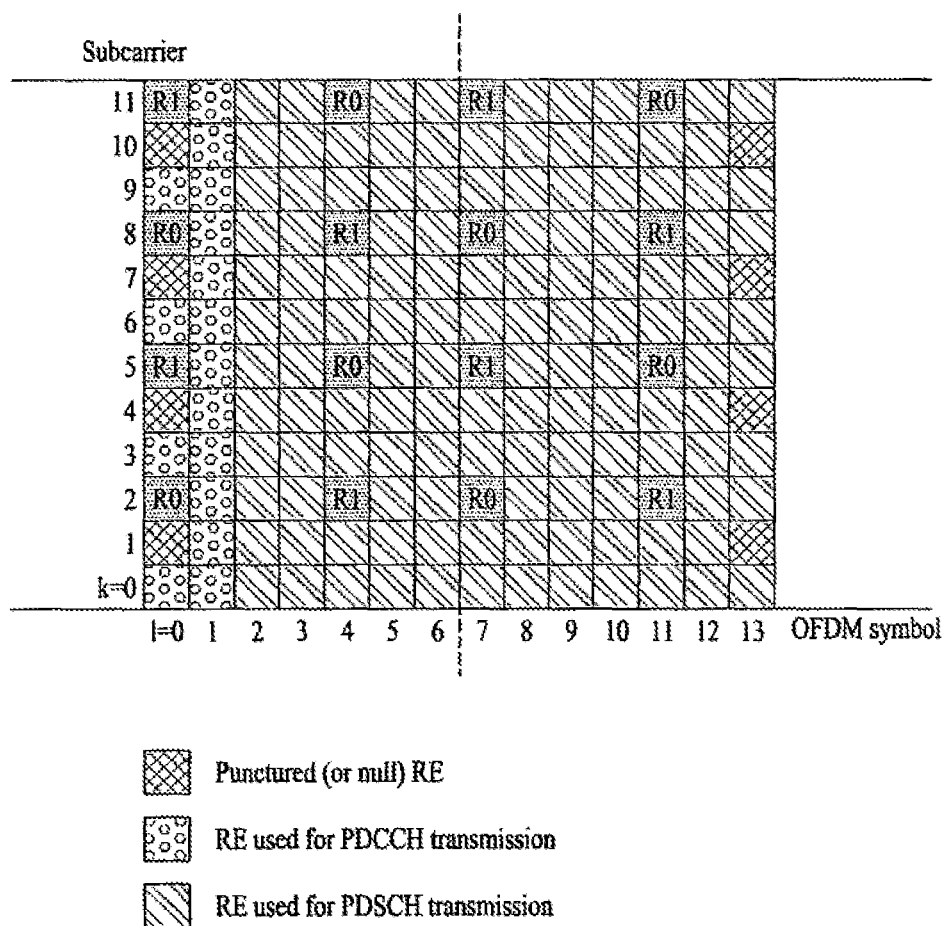 Subcarrier
11 R1 R0 R1 R0
10
9
8 R0 R1 R0 R1
7
6
5 R1 R0 R1 R0
4
3
2 R0 R1 R0 R1
1
k=0
l=0 1 2 3 4 5 6 7 8 9 10 11 12 13 OFDM symbol
Punctured (or null) RE
RE used for PDCCH transmission
RE used for PDSCH transmission